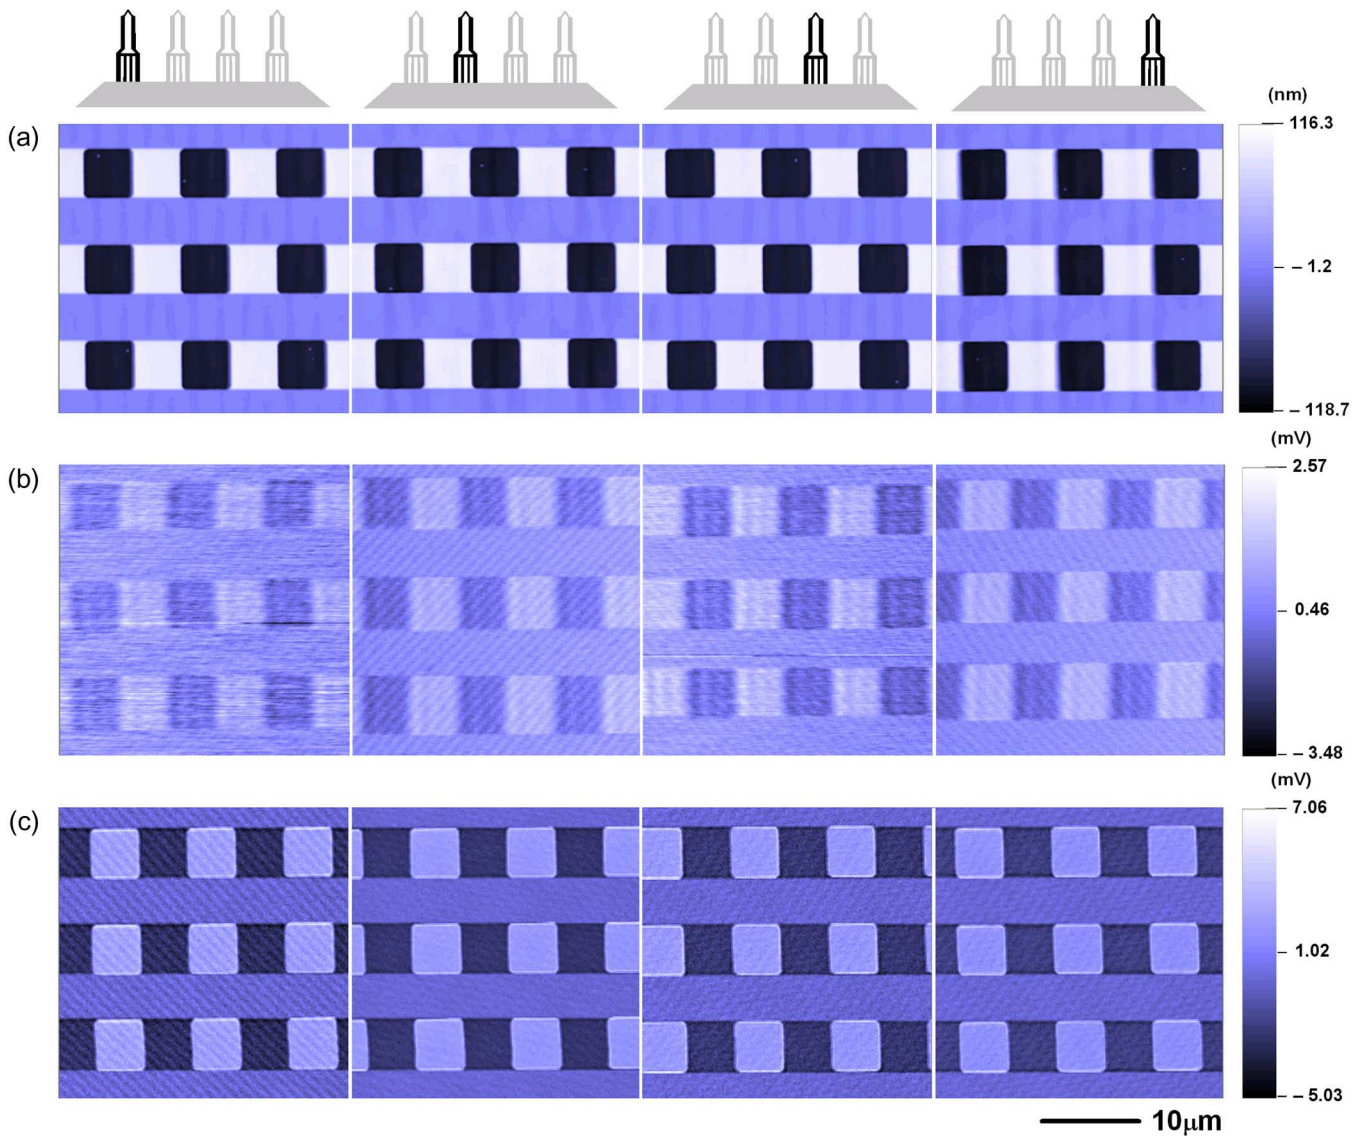 (nm)
(a)
116.3
– 1.2
– 118.7
(mV)
(b)
2.57
0.46
– 3.48
(mV)
(c)
7.06
1.02
– 5.03
10μm